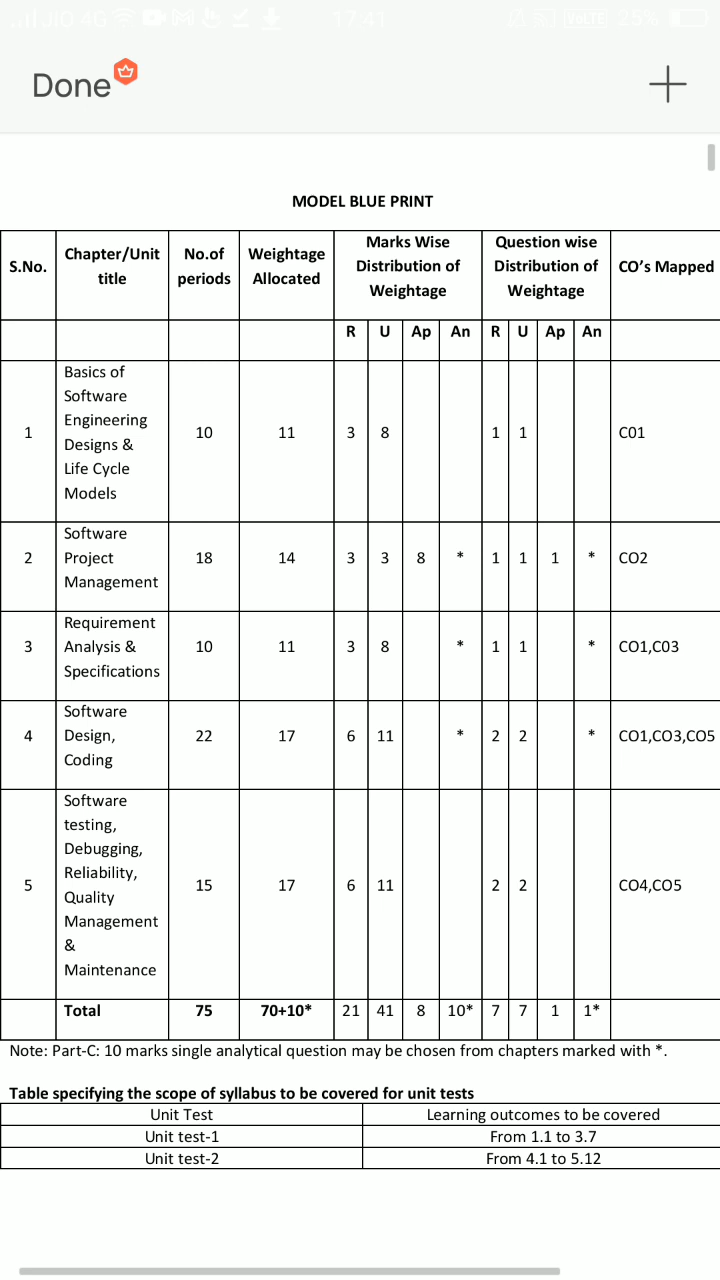 JIO 4G 17:41 VoLTE 25%
Done
MODEL BLUE PRINT
S.No. Chapter/Unit title No.of periods Weightage Allocated Marks Wise Distribution of Weightage Question wise Distribution of Weightage CO's Mapped
R U Ap An R U Ap An
1 Basics of Software Engineering Designs & Life Cycle Models 10 11 3 8 1 1 C01
2 Software Project Management 18 14 3 3 8 * 1 1 1 * CO2
3 Requirement Analysis & Specifications 10 11 3 8 * 1 1 * CO1,C03
4 Software Design, Coding 22 17 6 11 * 2 2 * CO1,CO3,CO5
5 Software testing, Debugging, Reliability, Quality Management & Maintenance 15 17 6 11 2 2 CO4,CO5
Total 75 70+10* 21 41 8 10* 7 7 1 1*
Note: Part-C: 10 marks single analytical question may be chosen from chapters marked with *.
Table specifying the scope of syllabus to be covered for unit tests
Unit Test Learning outcomes to be covered
Unit test-1 From 1.1 to 3.7
Unit test-2 From 4.1 to 5.12